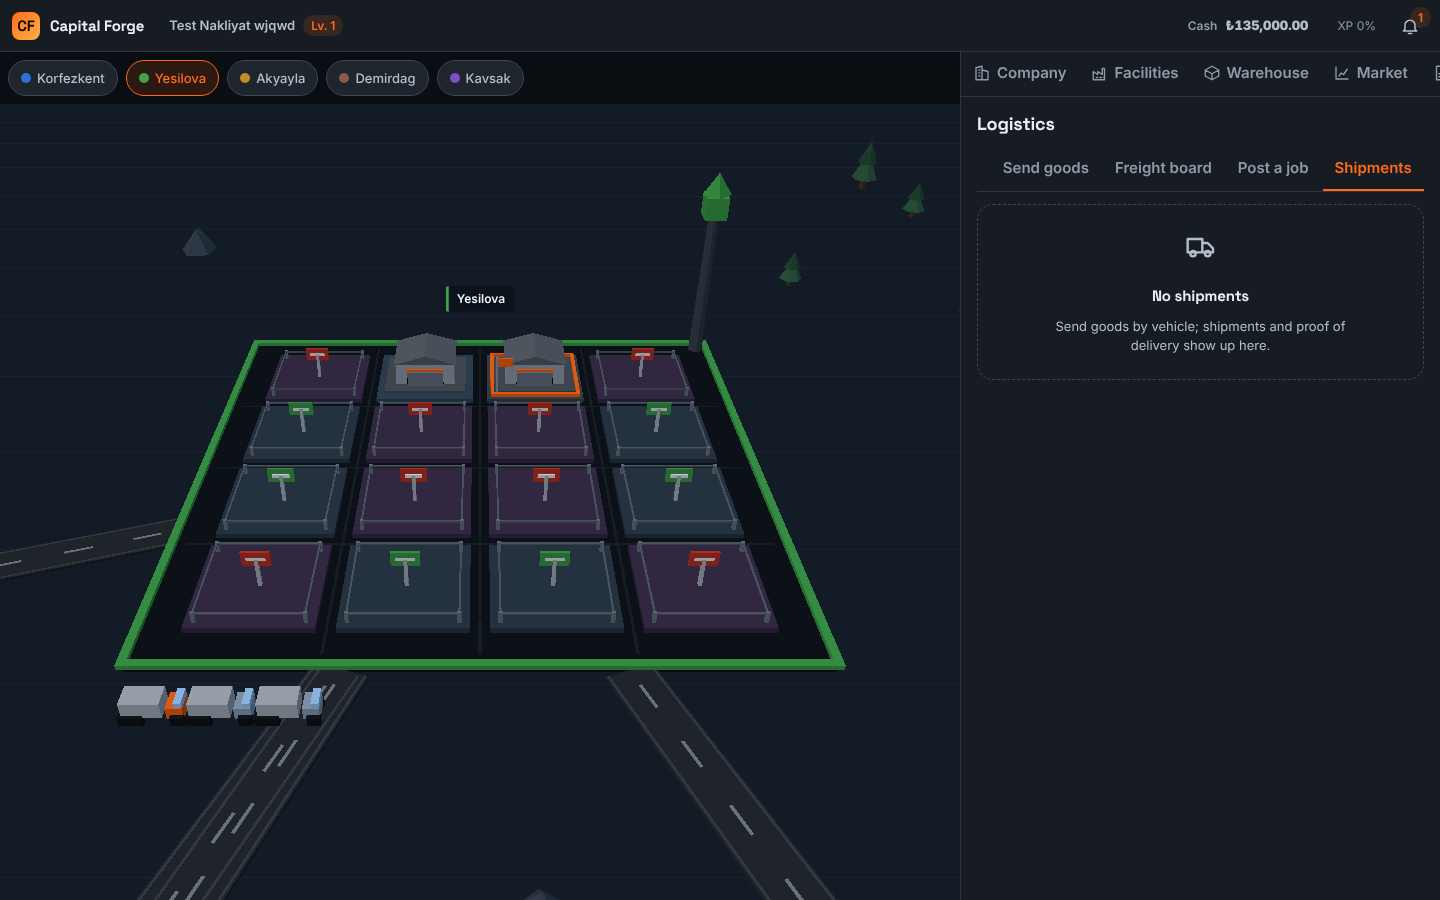 CF Capital Forge Test Nakliyat wjqwd Lv. 1 Cash ₺135,000.00 XP 0% 1
Korfezkent Yesilova Akyayla Demirdag Kavsak
Company Facilities Warehouse Market
Logistics
Send goods Freight board Post a job Shipments
No shipments
Send goods by vehicle; shipments and proof of
delivery show up here.
Yesilova